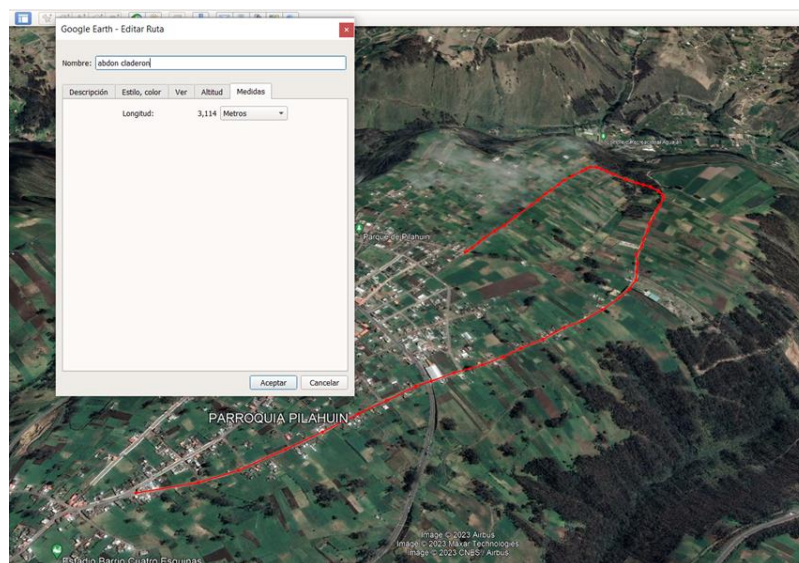 Google Earth - Editar Ruta
Nombre: abdon claderon
Descripción Estilo, color Ver Altitud Medidas
Longitud: 3,114 Metros
Aceptar Cancelar
Parque de Pilahuin
PARROQUIA PILAHUIN
Estadio Barrio Cuatro Esquinas
Image © 2023 Airbus
Image © 2023 Maxar Technologies
Image © 2023 CNES / Airbus